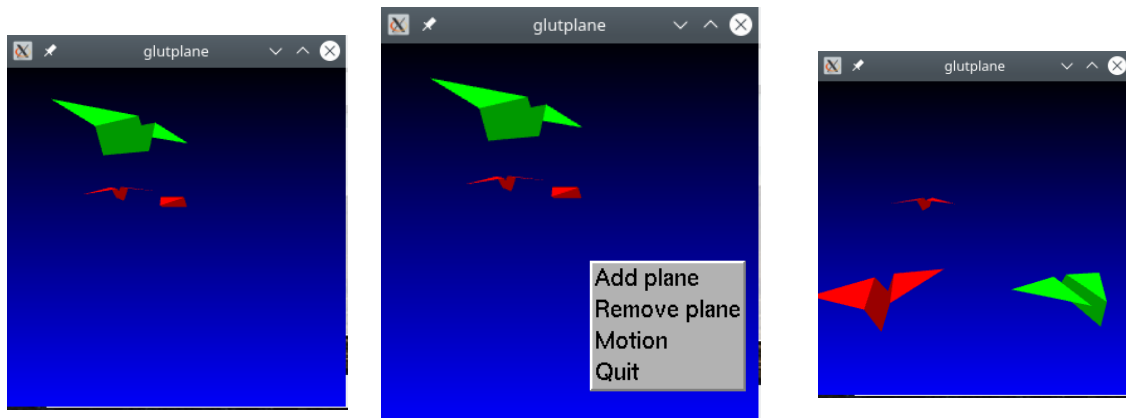 glutplane
glutplane
Add plane
Remove plane
Motion
Quit
glutplane